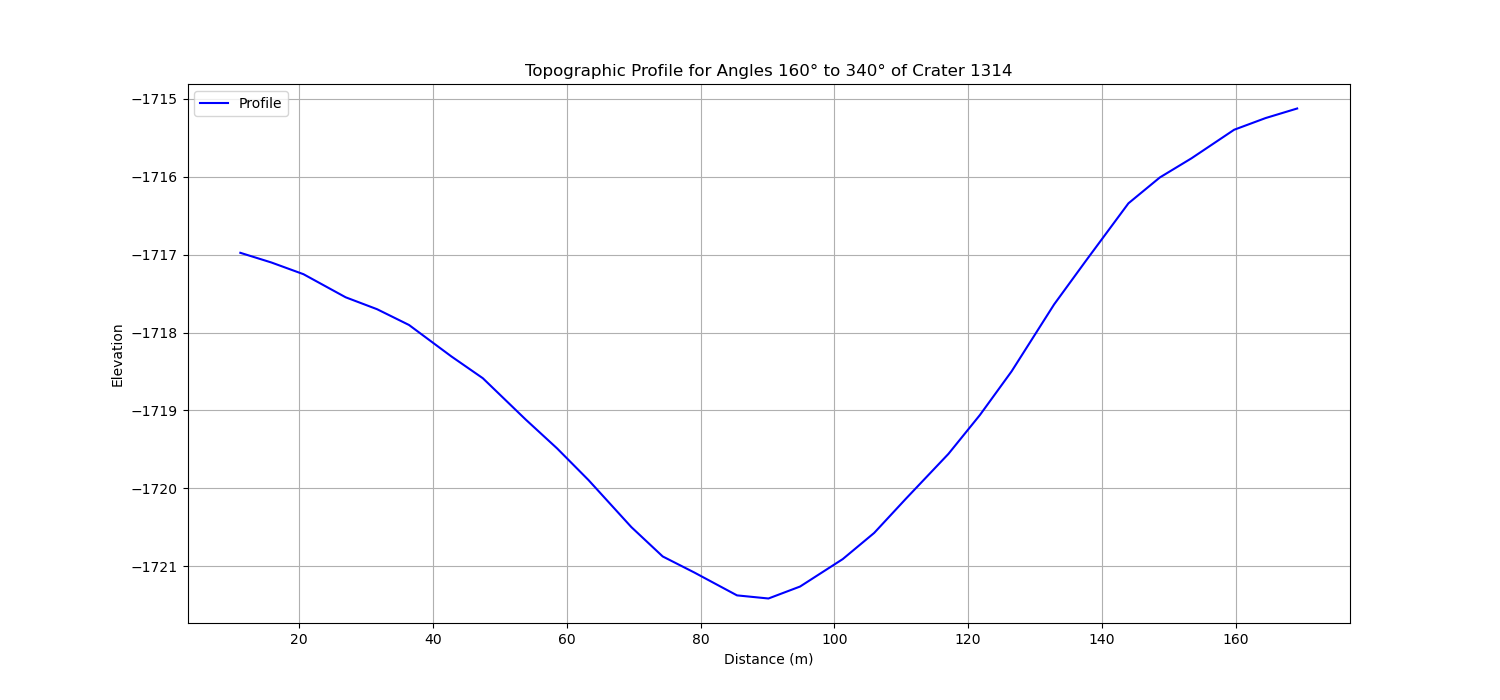 Topographic Profile for Angles 160° to 340° of Crater 1314
Profile
−1715
−1716
−1717
−1718
−1719
−1720
−1721
Elevation
20 40 60 80 100 120 140 160
Distance (m)